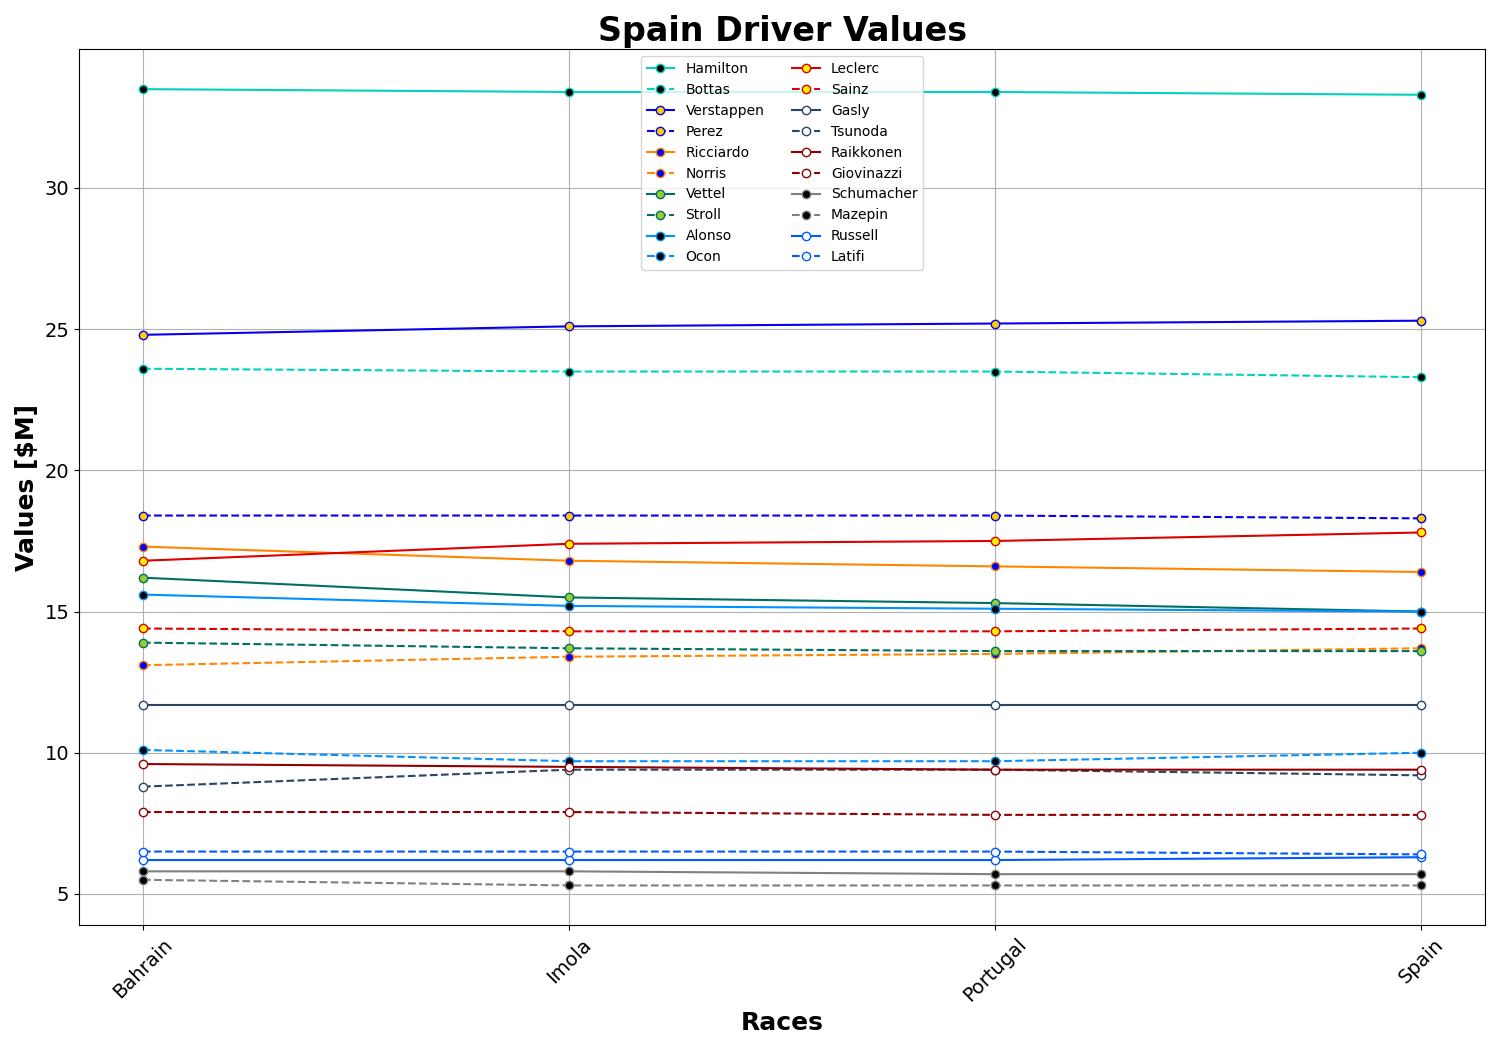 Spain Driver Values
Hamilton
Bottas
Verstappen
Perez
Ricciardo
Norris
Vettel
Stroll
Alonso
Ocon
Leclerc
Sainz
Gasly
Tsunoda
Raikkonen
Giovinazzi
Schumacher
Mazepin
Russell
Latifi
Values [$M]
30
25
20
15
10
5
Bahrain
Imola
Portugal
Spain
Races